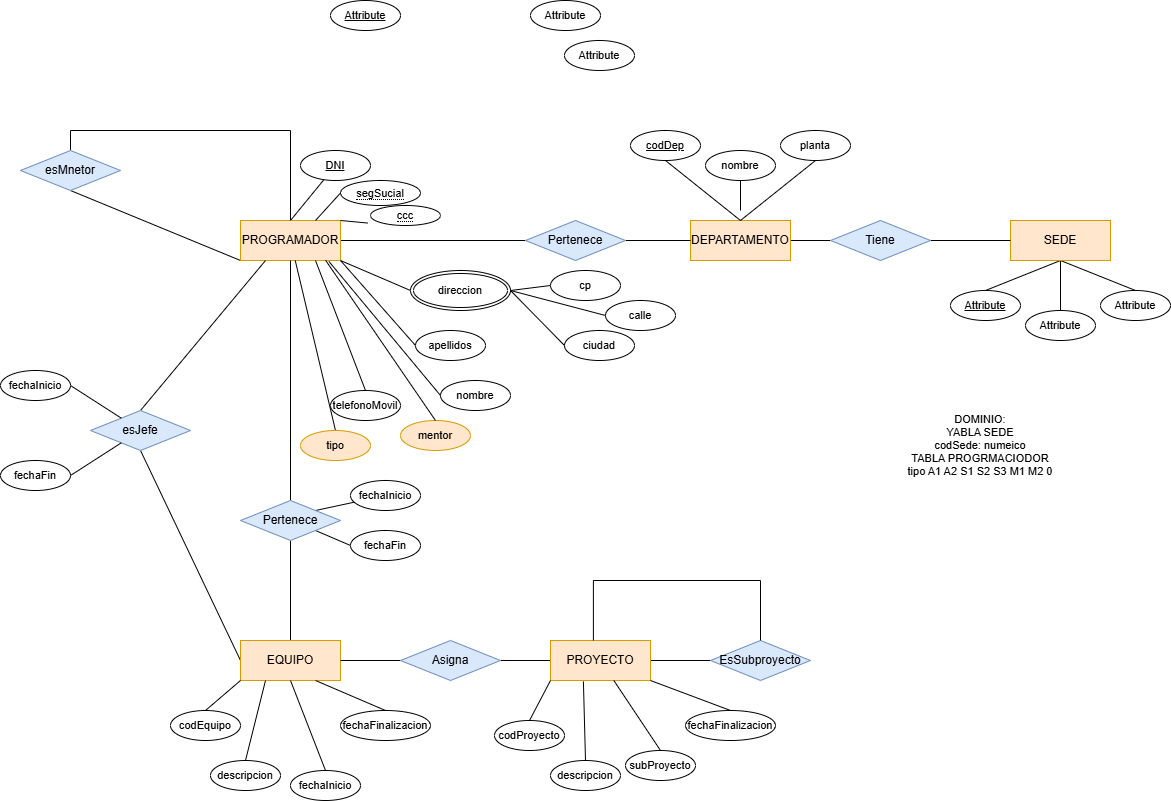 Attribute
Attribute
Attribute
esMnetor
DNI
segSucial
ccc
codDep
nombre
planta
PROGRAMADOR
Pertenece
DEPARTAMENTO
Tiene
SEDE
direccion
cp
calle
ciudad
Attribute
Attribute
Attribute
apellidos
nombre
telefonoMovil
mentor
tipo
fechaInicio
esJefe
fechaFin
DOMINIO:
YABLA SEDE
codSede: numeico
TABLA PROGRMACIODOR
tipo A1 A2 S1 S2 S3 M1 M2 0
fechaInicio
Pertenece
fechaFin
EQUIPO
Asigna
PROYECTO
EsSubproyecto
codEquipo
fechaFinalizacion
descripcion
fechaInicio
codProyecto
fechaFinalizacion
descripcion
subProyecto